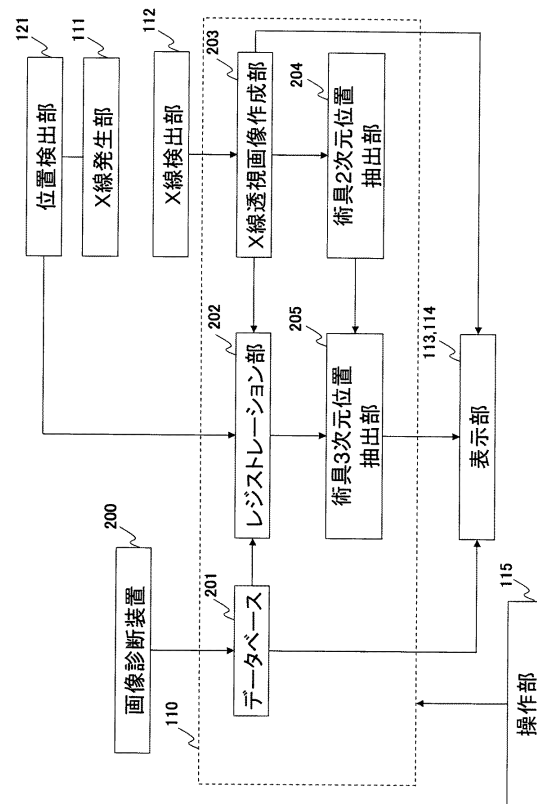 画像診断装置
200
位置検出部
121
X線発生部
111
X線検出部
112
110
データベース
201
レジストレーション部
202
X線透視画像作成部
203
術具3次元位置
抽出部
205
術具2次元位置
抽出部
204
表示部
113,114
操作部
115